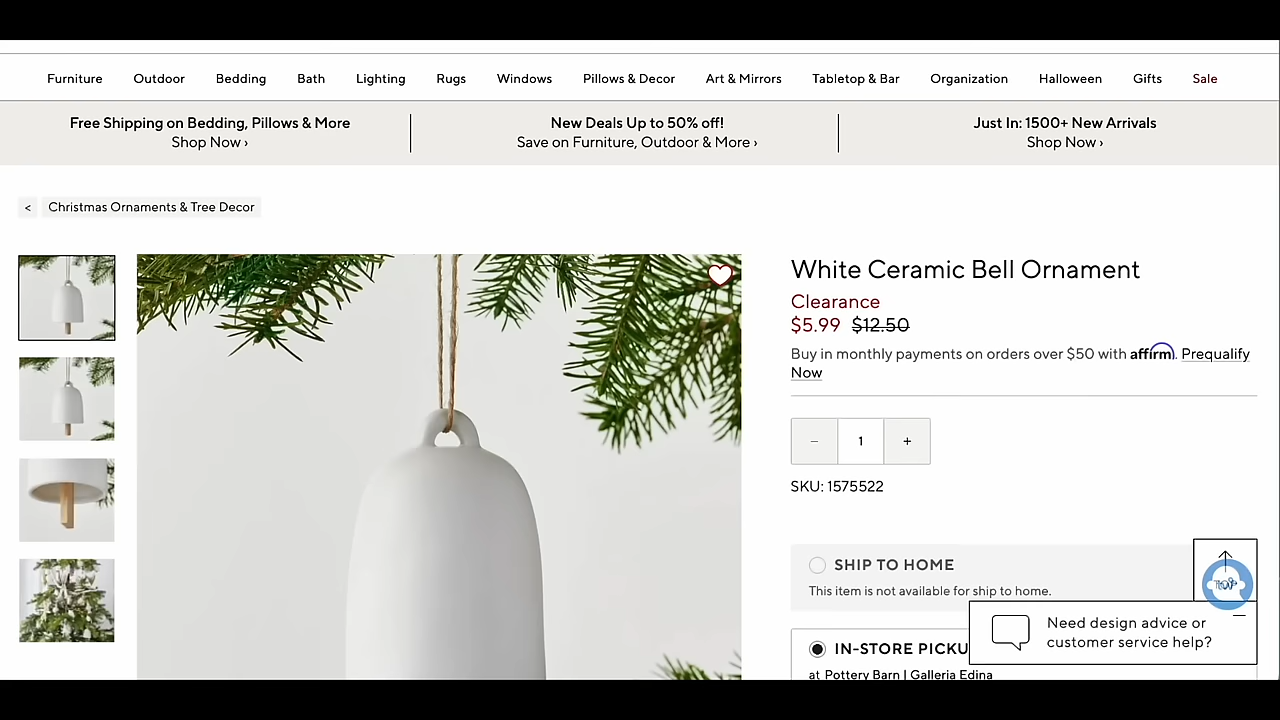 Furniture Outdoor Bedding Bath Lighting Rugs Windows Pillows & Decor Art & Mirrors Tabletop & Bar Organization Halloween Gifts Sale
Free Shipping on Bedding, Pillows & More
Shop Now ›
New Deals Up to 50% off!
Save on Furniture, Outdoor & More ›
Just In: 1500+ New Arrivals
Shop Now ›
< Christmas Ornaments & Tree Decor
White Ceramic Bell Ornament
Clearance
$5.99 $12.50
Buy in monthly payments on orders over $50 with affirm. Prequalify
Now
− 1 +
SKU: 1575522
SHIP TO HOME
This item is not available for ship to home.
Need design advice or
customer service help?
IN-STORE PICKU
at Pottery Barn | Galleria Edina